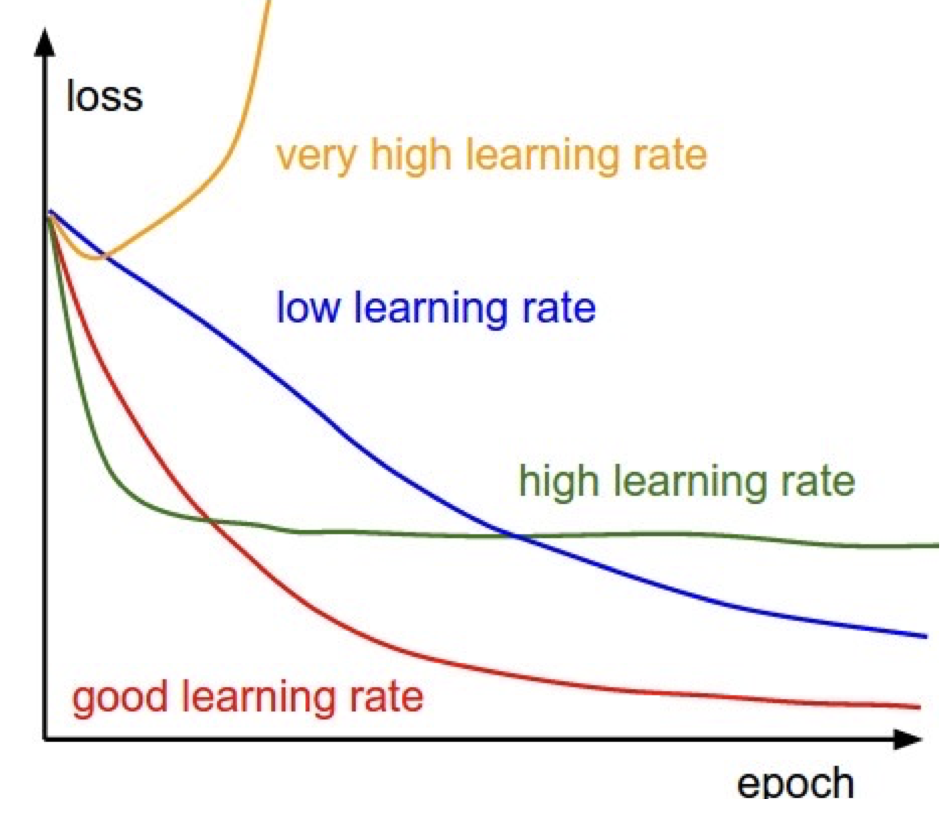 loss
very high learning rate
low learning rate
high learning rate
good learning rate
epoch